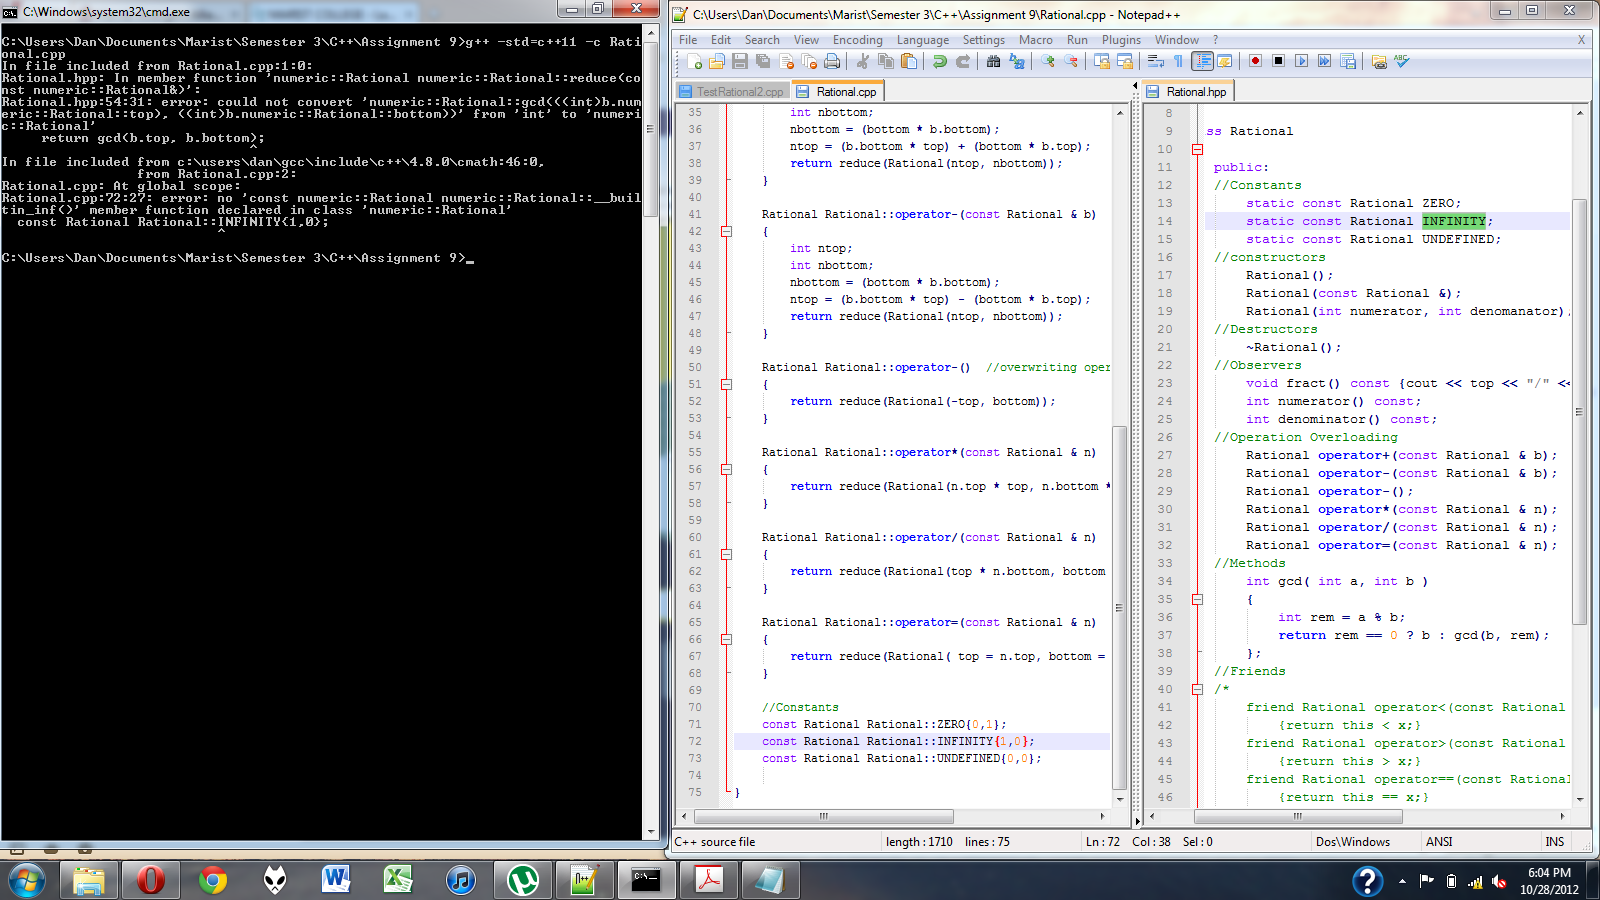 C:\Windows\system32\cmd.exe
C:\Users\Dan\Documents\Marist\Semester 3\C++\Assignment 9>g++ -std=c++11 -c Rati
onal.cpp
In file included from Rational.cpp:1:0:
Rational.hpp: In member function 'numeric::Rational numeric::Rational::reduce(co
nst numeric::Rational&)':
Rational.hpp:54:31: error: could not convert 'numeric::Rational::gcd(((int)b.num
eric::Rational::top), ((int)b.numeric::Rational::bottom))' from 'int' to 'numeri
c::Rational'
return gcd(b.top, b.bottom);
^
In file included from c:\users\dan\gcc\include\c++\4.8.0\cmath:46:0,
from Rational.cpp:2:
Rational.cpp: At global scope:
Rational.cpp:72:27: error: no 'const numeric::Rational numeric::Rational::__buil
tin_inf()' member function declared in class 'numeric::Rational'
const Rational Rational::INFINITY{1,0};
^
C:\Users\Dan\Documents\Marist\Semester 3\C++\Assignment 9>_
C:\Users\Dan\Documents\Marist\Semester 3\C++\Assignment 9\Rational.cpp - Notepad++
File Edit Search View Encoding Language Settings Macro Run Plugins Window ? X
TestRational2.cpp Rational.cpp
35 int nbottom;
36 nbottom = (bottom * b.bottom);
37 ntop = (b.bottom * top) + (bottom * b.top);
38 return reduce(Rational(ntop, nbottom));
39 }
40
41 Rational Rational::operator-(const Rational & b)
42 {
43 int ntop;
44 int nbottom;
45 nbottom = (bottom * b.bottom);
46 ntop = (b.bottom * top) - (bottom * b.top);
47 return reduce(Rational(ntop, nbottom));
48 }
49
50 Rational Rational::operator-() //overwriting oper
51 {
52 return reduce(Rational(-top, bottom));
53 }
54
55 Rational Rational::operator*(const Rational & n)
56 {
57 return reduce(Rational(n.top * top, n.bottom *
58 }
59
60 Rational Rational::operator/(const Rational & n)
61 {
62 return reduce(Rational(top * n.bottom, bottom
63 }
64
65 Rational Rational::operator=(const Rational & n)
66 {
67 return reduce(Rational( top = n.top, bottom =
68 }
69
70 //Constants
71 const Rational Rational::ZERO{0,1};
72 const Rational Rational::INFINITY{1,0};
73 const Rational Rational::UNDEFINED{0,0};
74
75 }
Rational.hpp
8
9 ss Rational
10
11 public:
12 //Constants
13 static const Rational ZERO;
14 static const Rational INFINITY;
15 static const Rational UNDEFINED;
16 //constructors
17 Rational();
18 Rational(const Rational &);
19 Rational(int numerator, int denomanator)
20 //Destructors
21 ~Rational();
22 //Observers
23 void fract() const {cout << top << "/" <<
24 int numerator() const;
25 int denominator() const;
26 //Operation Overloading
27 Rational operator+(const Rational & b);
28 Rational operator-(const Rational & b);
29 Rational operator-();
30 Rational operator*(const Rational & n);
31 Rational operator/(const Rational & n);
32 Rational operator=(const Rational & n);
33 //Methods
34 int gcd( int a, int b )
35 {
36 int rem = a % b;
37 return rem == 0 ? b : gcd(b, rem);
38 };
39 //Friends
40 /*
41 friend Rational operator<(const Rational
42 {return this < x;}
43 friend Rational operator>(const Rational
44 {return this > x;}
45 friend Rational operator==(const Rational
46 {return this == x;}
C++ source file length : 1710 lines : 75 Ln : 72 Col : 38 Sel : 0 Dos\Windows ANSI INS
6:04 PM
10/28/2012